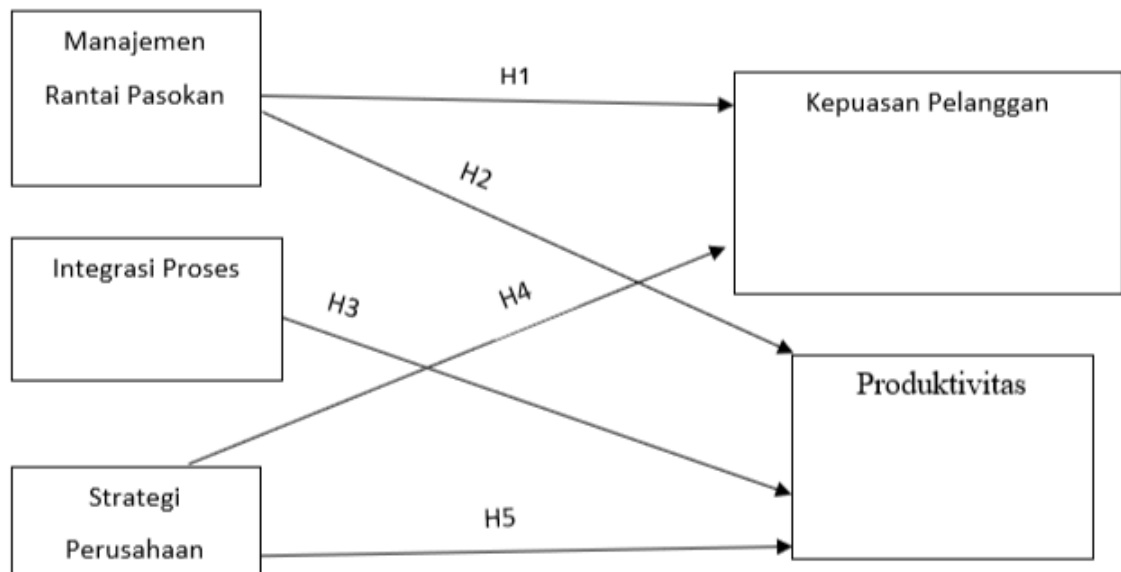 Manajemen
Rantai Pasokan
H1
Kepuasan Pelanggan
H2
Integrasi Proses
H3
H4
Produktivitas
Strategi
Perusahaan
H5